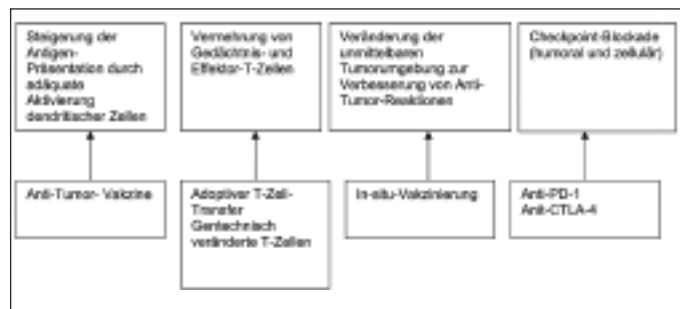 Steigerung der
Antigen-
Präsentation durch
adäquate
Aktivierung
dendritischer Zellen
Vermehrung von
Gedächtnis- und
Effektor-T-Zellen
Veränderung der
unmittelbaren
Tumorumgebung zur
Verbesserung von Anti-
Tumor-Reaktionen
Checkpoint-Blockade
(humoral und zellulär)
Anti-Tumor- Vakzine
Adoptiver T-Zell-
Transfer
Gentechnisch
veränderte T-Zellen
In-situ-Vakzinierung
Anti-PD-1
Anit-CTLA-4